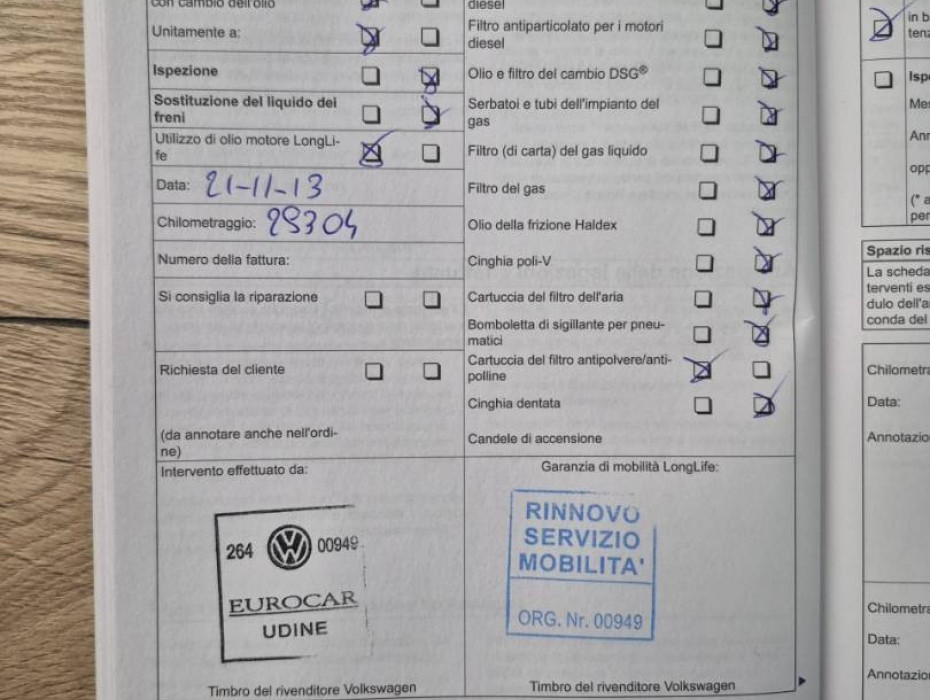 con cambio dell'olio
Unitamente a:
Ispezione
Sostituzione del liquido dei
freni
Utilizzo di olio motore LongLi-
fe
Data: 21-11-13
Chilometraggio: 29304
Numero della fattura:
Si consiglia la riparazione
Richiesta del cliente
(da annotare anche nell'ordi-
ne)
diesel
Filtro antiparticolato per i motori
diesel
Olio e filtro del cambio DSG®
Serbatoi e tubi dell'impianto del
gas
Filtro (di carta) del gas liquido
Filtro del gas
Olio della frizione Haldex
Cinghia poli-V
Cartuccia del filtro dell'aria
Bomboletta di sigillante per pneu-
matici
Cartuccia del filtro antipolvere/anti-
polline
Cinghia dentata
Candele di accensione
Intervento effettuato da:
264 00949
EUROCAR
UDINE
Timbro del rivenditore Volkswagen
Garanzia di mobilità LongLife:
RINNOVO
SERVIZIO
MOBILITA'
ORG. Nr. 00949
Timbro del rivenditore Volkswagen
in b
tenz
Isp
Me
Ann
opp
(* a
per
Spazio ris
La scheda
terventi es
dulo dell'a
conda del
Chilometra
Data:
Annotazio
Chilometra
Data:
Annotazio